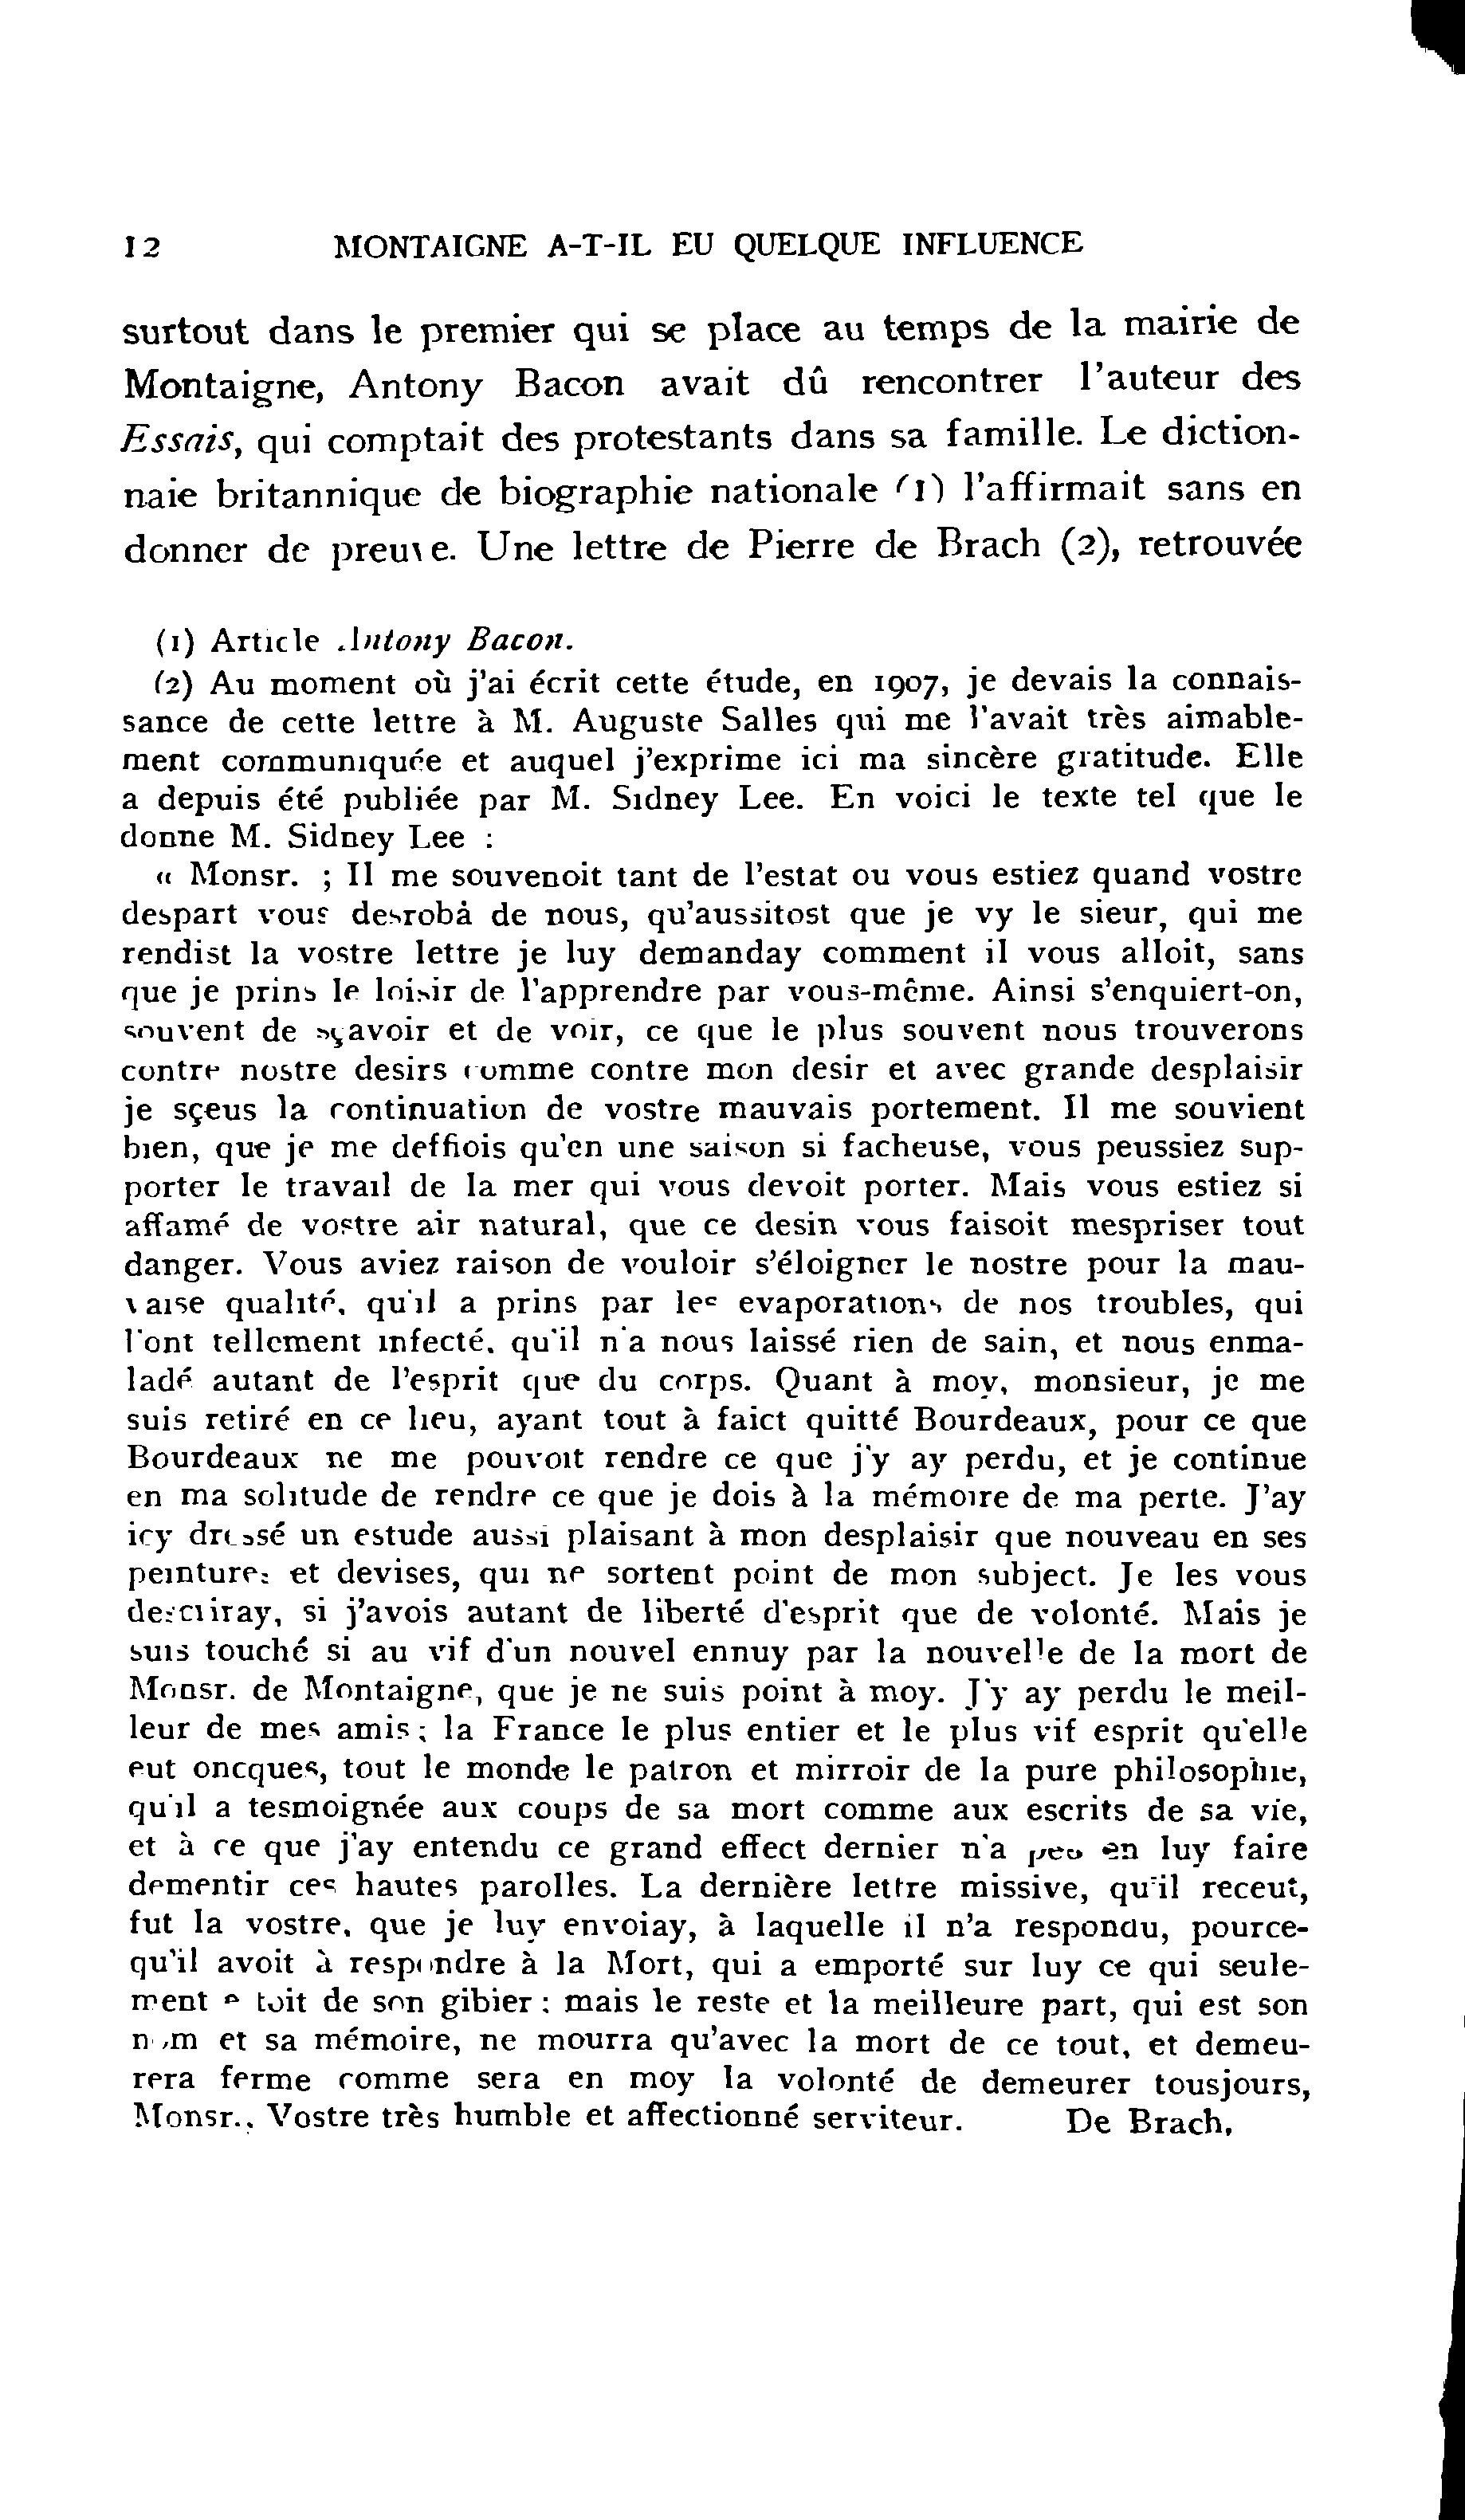 12 MONTAIGNE A-T-IL EU QUELQUE INFLUENCE
surtout dans le premier qui se place au temps de la mairie de
Montaigne, Antony Bacon avait dû rencontrer l'auteur des
Essais, qui comptait des protestants dans sa famille. Le diction-
naie britannique de biographie nationale (1) l'affirmait sans en
donner de preuve. Une lettre de Pierre de Brach (2), retrouvée
(1) Article Antony Bacon.
(2) Au moment où j'ai écrit cette étude, en 1907, je devais la connais-
sance de cette lettre à M. Auguste Salles qui me l'avait très aimable-
ment communiquée et auquel j'exprime ici ma sincère gratitude. Elle
a depuis été publiée par M. Sidney Lee. En voici le texte tel que le
donne M. Sidney Lee :
« Monsr. ; Il me souvenoit tant de l'estat ou vous estiez quand vostre
despart vous desrobà de nous, qu'aussitost que je vy le sieur, qui me
rendist la vostre lettre je luy demanday comment il vous alloit, sans
que je prins le loisir de l'apprendre par vous-même. Ainsi s'enquiert-on,
souvent de sçavoir et de voir, ce que le plus souvent nous trouverons
contre nostre desirs comme contre mon desir et avec grande desplaisir
je sçeus la continuation de vostre mauvais portement. Il me souvient
bien, que je me deffiois qu'en une saison si facheuse, vous peussiez sup-
porter le travail de la mer qui vous devoit porter. Mais vous estiez si
affamé de vostre air natural, que ce desin vous faisoit mespriser tout
danger. Vous aviez raison de vouloir s'éloigner le nostre pour la mau-
vaise qualité, qu'il a prins par les evaporations de nos troubles, qui
l'ont tellement infecté, qu'il n'a nous laissé rien de sain, et nous enma-
ladé autant de l'esprit que du corps. Quant à moy, monsieur, je me
suis retiré en ce lieu, ayant tout à faict quitté Bourdeaux, pour ce que
Bourdeaux ne me pouvoit rendre ce que j'y ay perdu, et je continue
en ma solitude de rendre ce que je dois à la mémoire de ma perte. J'ay
icy dressé un estude aussi plaisant à mon desplaisir que nouveau en ses
peintures et devises, qui ne sortent point de mon subject. Je les vous
descriray, si j'avois autant de liberté d'esprit que de volonté. Mais je
suis touché si au vif d'un nouvel ennuy par la nouvelle de la mort de
Monsr. de Montaigne, que je ne suis point à moy. J'y ay perdu le meil-
leur de mes amis ; la France le plus entier et le plus vif esprit qu'elle
eut oncques, tout le monde le patron et mirroir de la pure philosophie,
qu'il a tesmoignée aux coups de sa mort comme aux escrits de sa vie,
et à ce que j'ay entendu ce grand effect dernier n'a peu en luy faire
dementir ces hautes parolles. La dernière lettre missive, qu'il receut,
fut la vostre, que je luy envoiay, à laquelle il n'a respondu, pource-
qu'il avoit à respondre à la Mort, qui a emporté sur luy ce qui seule-
ment etoit de son gibier : mais le reste et la meilleure part, qui est son
nom et sa mémoire, ne mourra qu'avec la mort de ce tout, et demeu-
rera ferme comme sera en moy la volonté de demeurer tousjours,
Monsr., Vostre très humble et affectionné serviteur. De Brach,